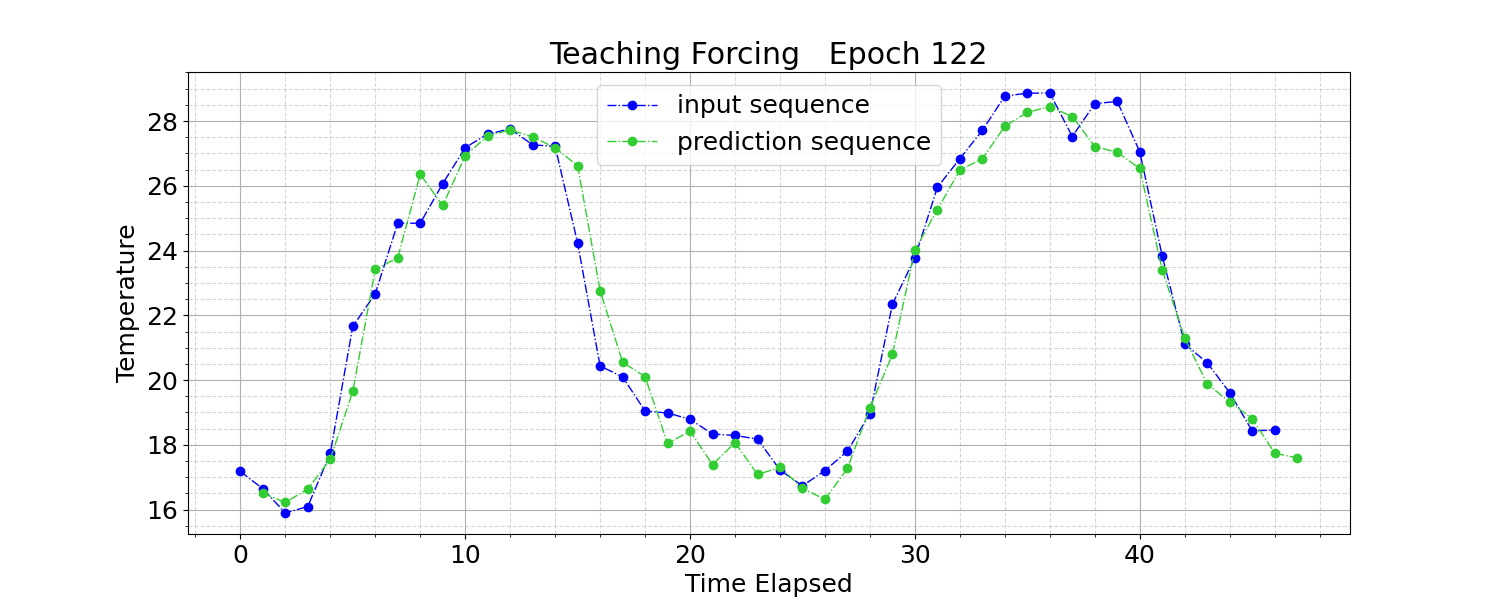 Teaching Forcing   Epoch 122
input sequence
prediction sequence
28
26
24
22
20
18
16
Temperature
0 10 20 30 40
Time Elapsed